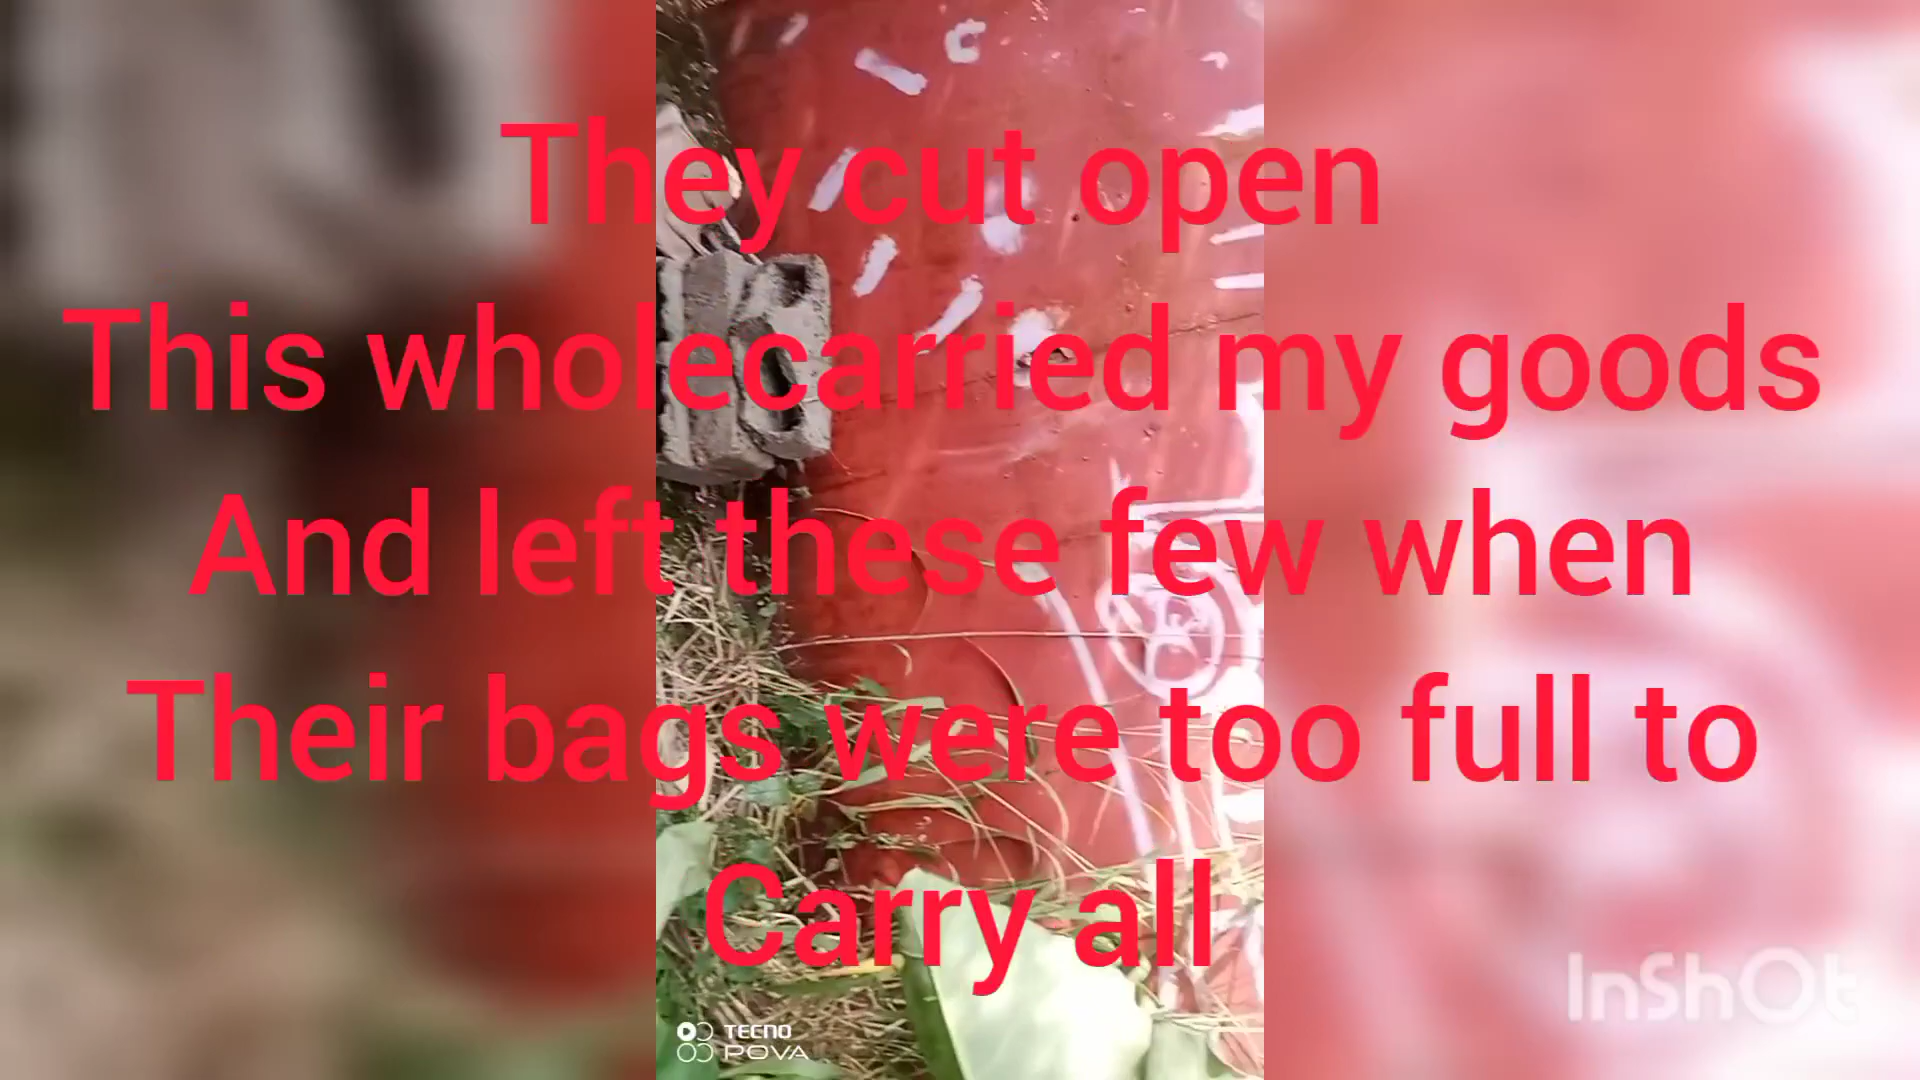 They cut open
This wholecarried my goods
And left these few when
Their bags were too full to
Carry all
InShOt
TECNO
POVA